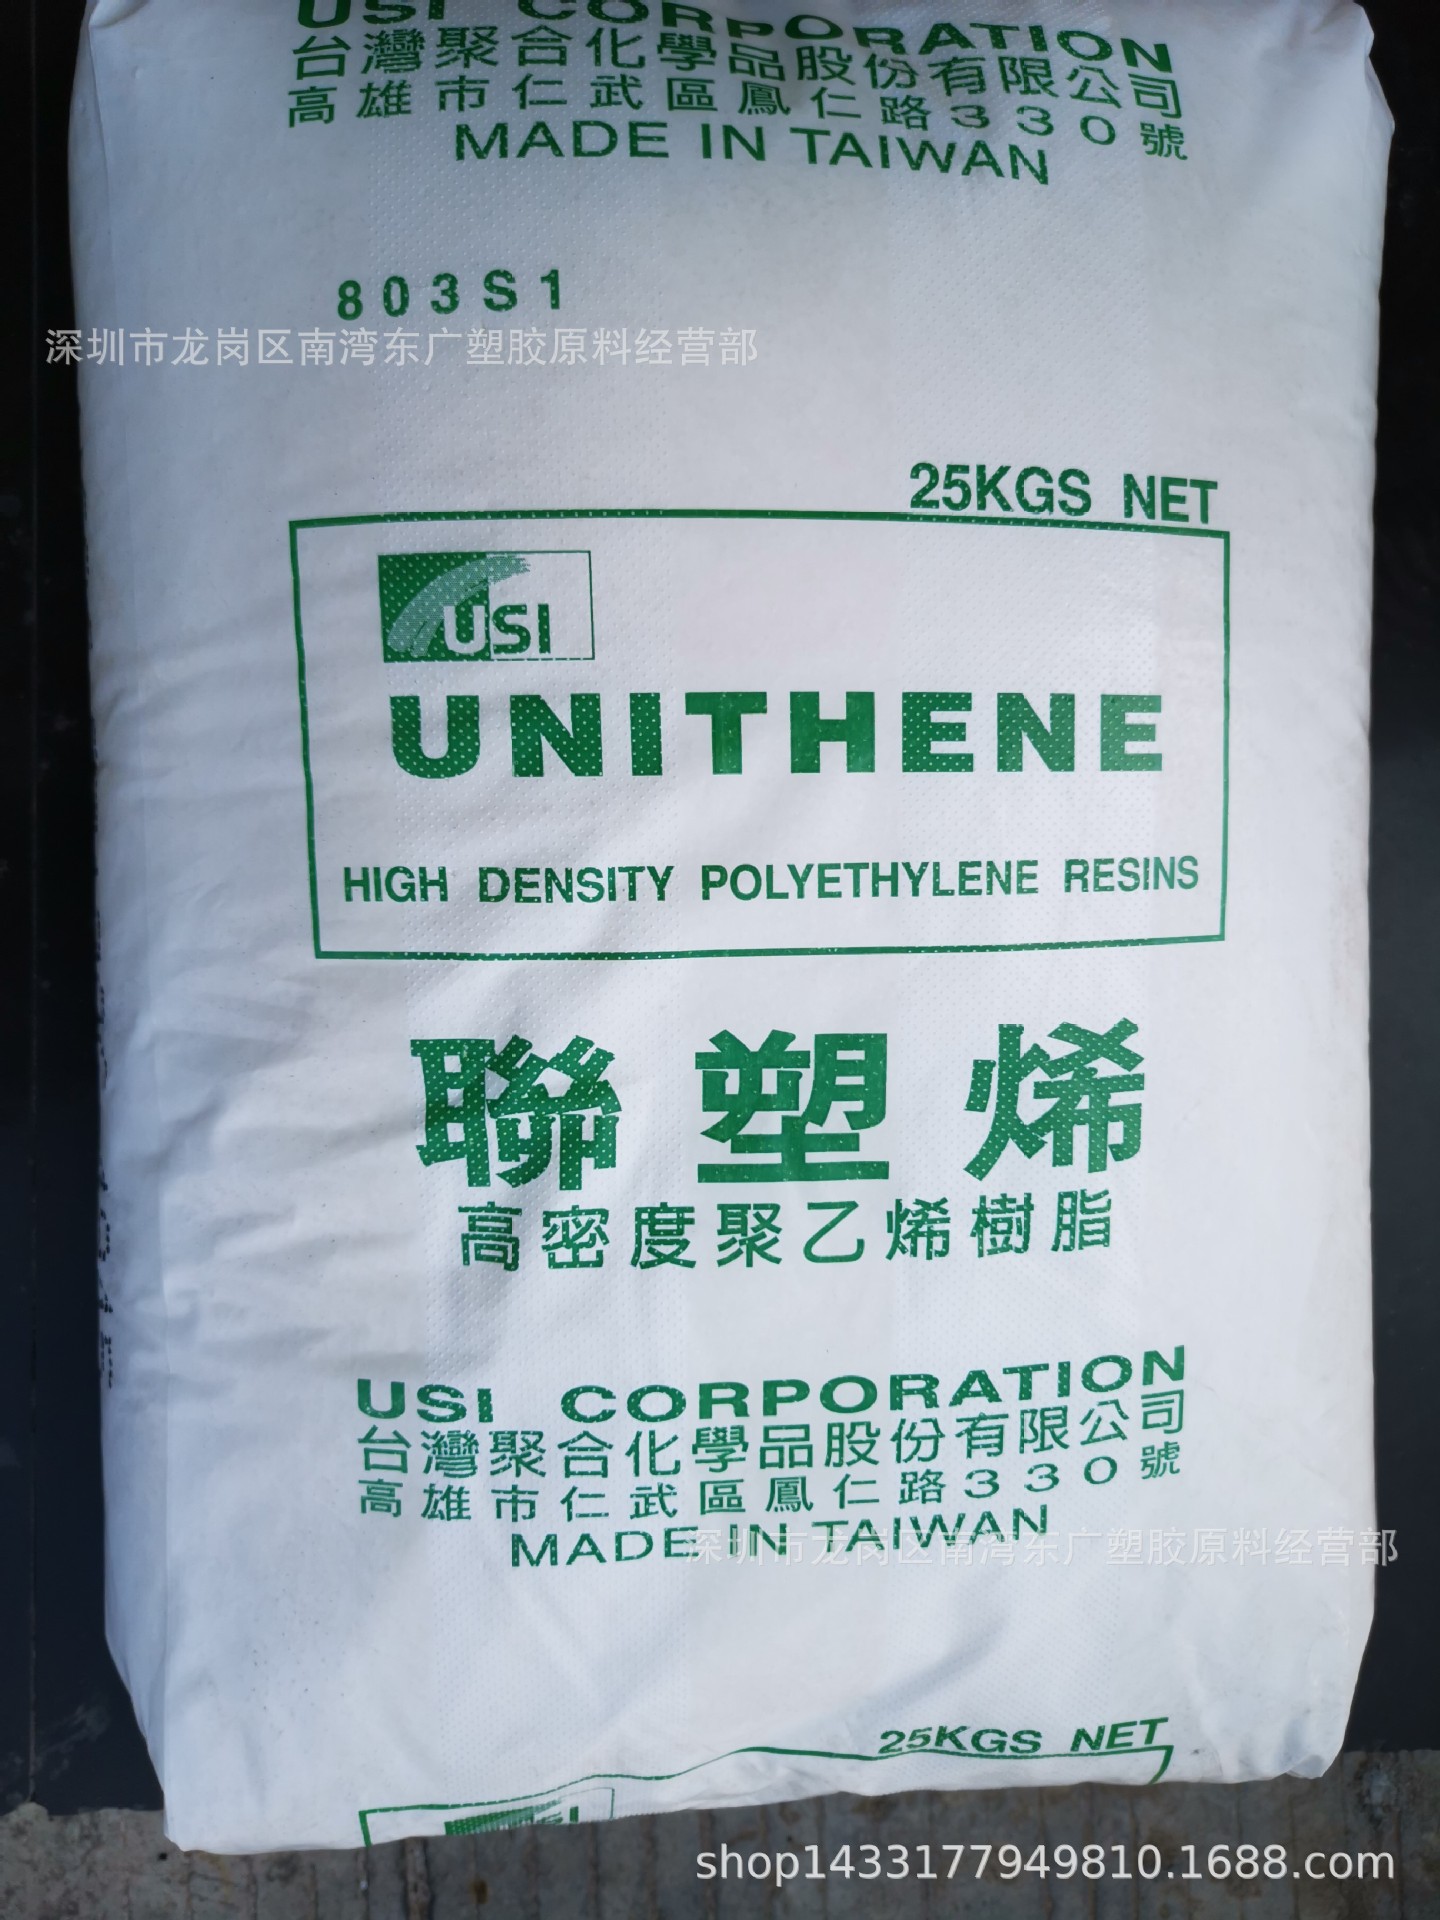 USI CORPORATION
台灣聚合化學品股份有限公司
高雄市仁武區鳳仁路330號
MADE IN TAIWAN
803S1
深圳市龙岗区南湾东广塑胶原料经营部
25KGS NET
USI
UNITHENE
HIGH DENSITY POLYETHYLENE RESINS
聯塑烯
高密度聚乙烯樹脂
USI CORPORATION
台灣聚合化學品股份有限公司
高雄市仁武區鳳仁路330號
MADE IN TAIWAN
深圳市龙岗区南湾东广塑胶原料经营部
25KGS NET
shop1433177949810.1688.com